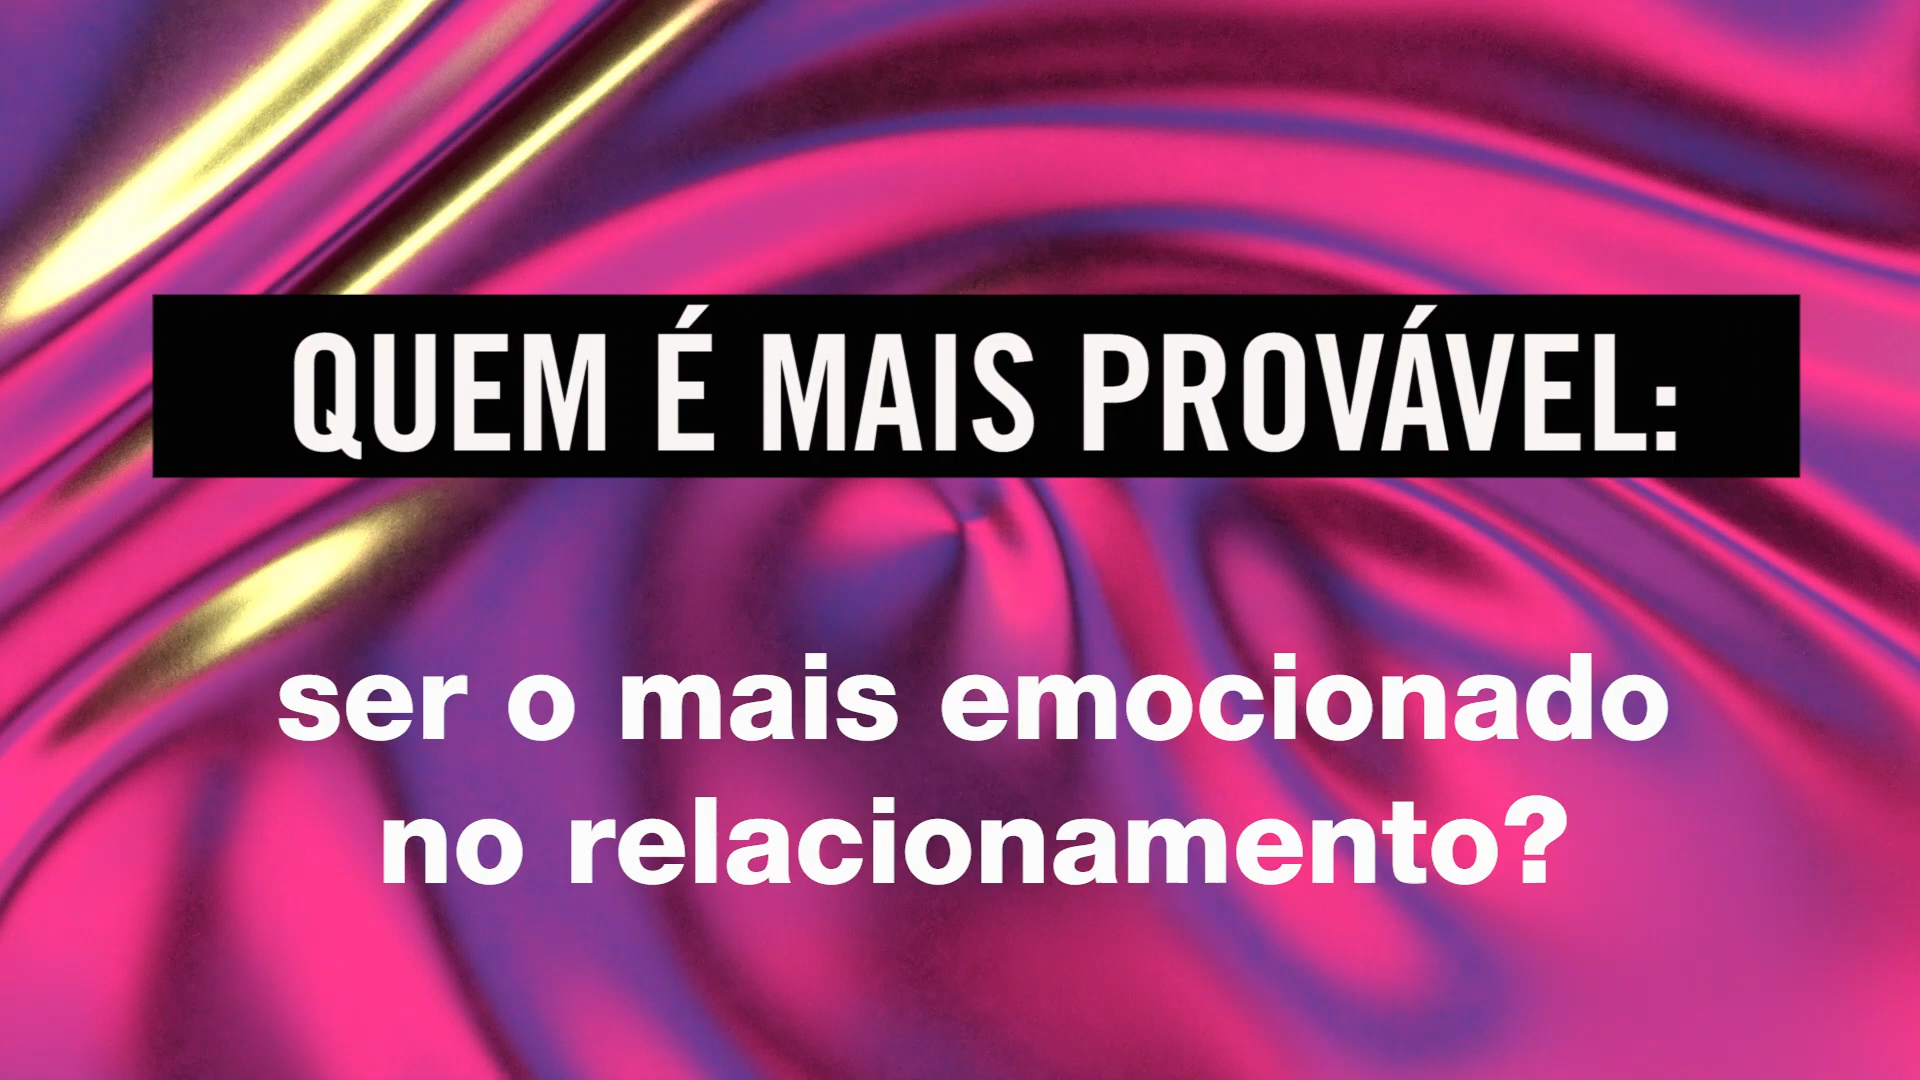 QUEM É MAIS PROVÁVEL:
ser o mais emocionado
no relacionamento?